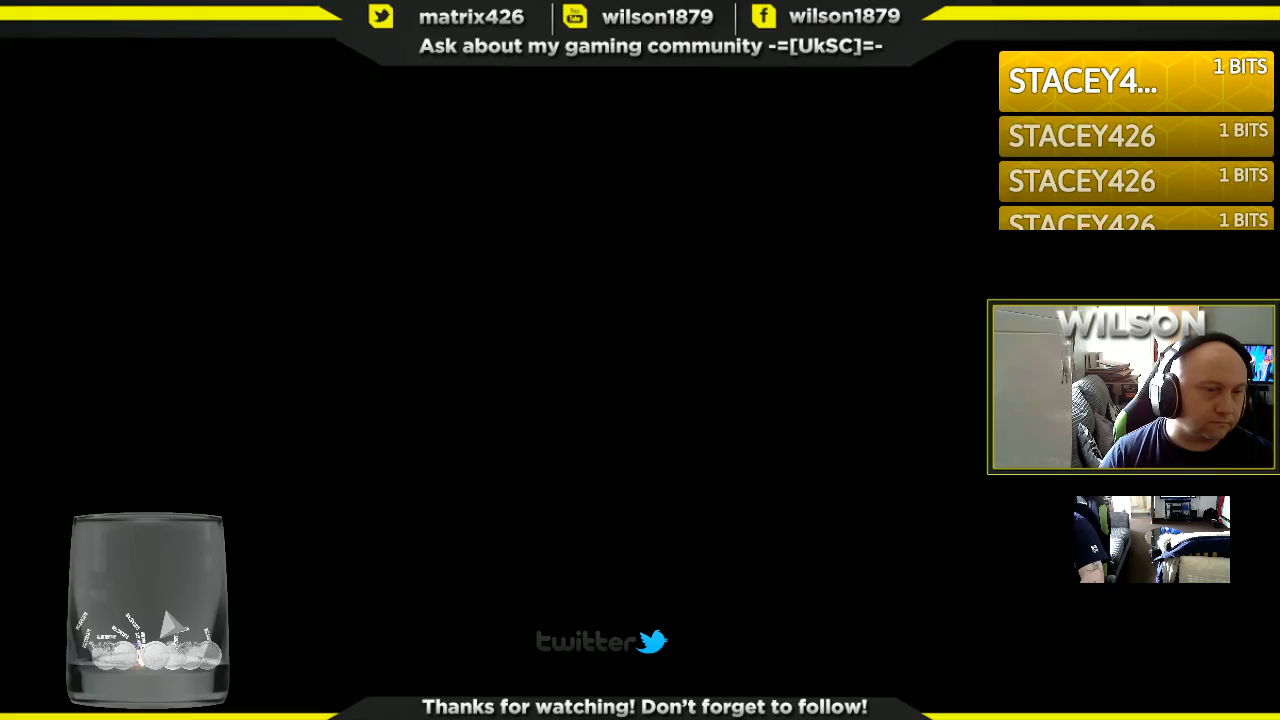 matrix426
wilson1879
wilson1879
Ask about my gaming community -=[UkSC]=-
STACEY4...
1 BITS
STACEY426
1 BITS
STACEY426
1 BITS
STACEY426
1 BITS
WILSON
twitter
Thanks for watching! Don't forget to follow!